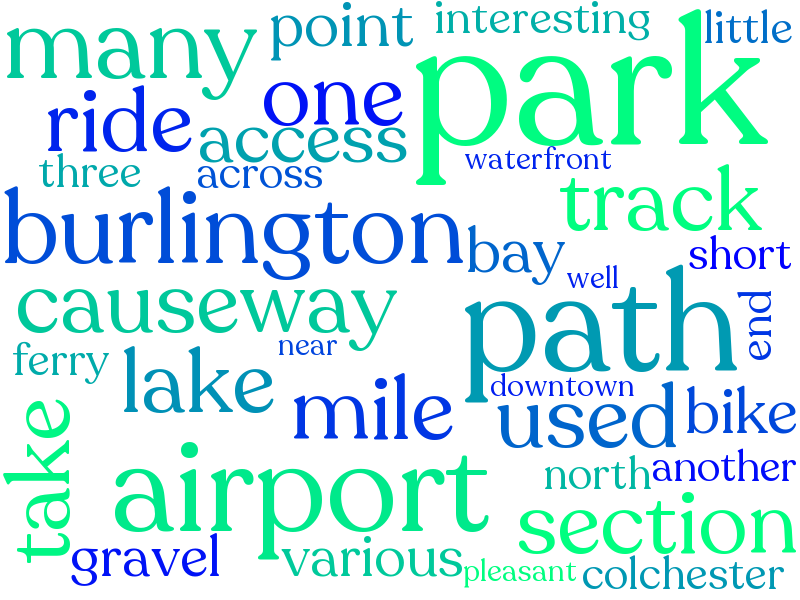 many
point
interesting
little
park
ride
one
access
three
across
waterfront
track
burlington
bay
short
well
causeway
path
end
ferry
near
lake
mile
downtown
used
bike
take
airport
north
another
section
gravel
various
pleasant
colchester